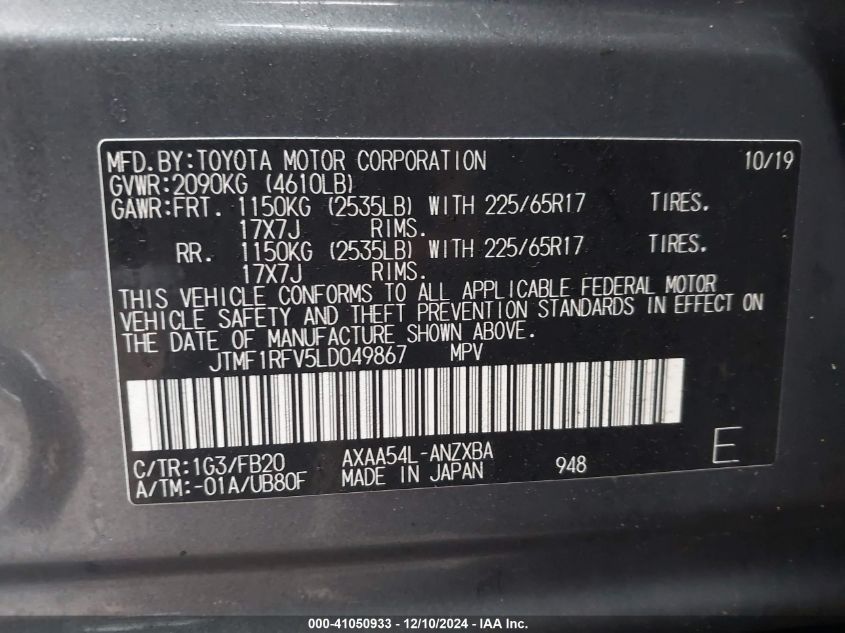 MFD.BY:TOYOTA MOTOR CORPORATION 10/19
GVWR:2090KG (4610LB)
GAWR:FRT. 1150KG (2535LB) WITH 225/65R17 TIRES.
17X7J RIMS.
RR. 1150KG (2535LB) WITH 225/65R17 TIRES.
17X7J RIMS.
THIS VEHICLE CONFORMS TO ALL APPLICABLE FEDERAL MOTOR
VEHICLE SAFETY AND THEFT PREVENTION STANDARDS IN EFFECT ON
THE DATE OF MANUFACTURE SHOWN ABOVE.
JTMF1RFV5LD049867 MPV
C/TR:1G3/FB20 AXAA54L-ANZXBA
A/TM:-01A/UB80F MADE IN JAPAN 948 E
000-41050933 - 12/10/2024 - IAAI.com